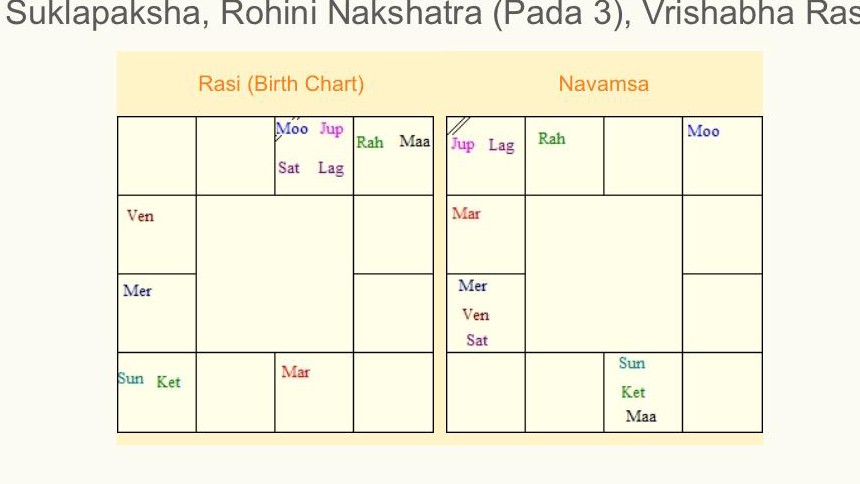 Suklapaksha, Rohini Nakshatra (Pada 3), Vrishabha Ras
Rasi (Birth Chart)
Moo Jup
Rah Maa
Sat Lag
Ven
Mer
Sun Ket
Mar
Navamsa
Jup Lag
Rah
Moo
Mar
Mer
Ven
Sat
Sun
Ket
Maa